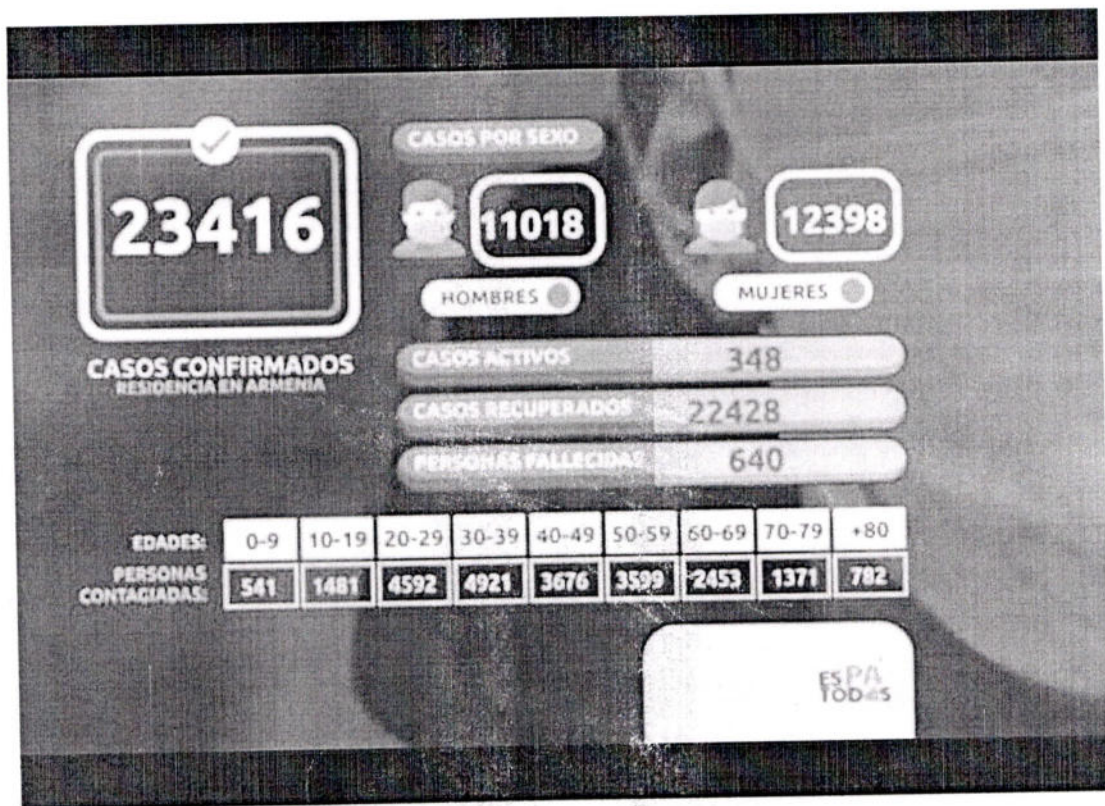 23416
CASOS CONFIRMADOS
RESIDENCIA EN ARMENIA
CASOS POR SEXO
11018
HOMBRES
12398
MUJERES
CASOS ACTIVOS 348
CASOS RECUPERADOS 22428
PERSONAS FALLECIDAS 640
EDADES: 0-9 10-19 20-29 30-39 40-49 50-59 60-69 70-79 +80
PERSONAS
CONTAGIADAS: 541 1481 4592 4921 3676 3599 2453 1371 782
ES PA
TODOS